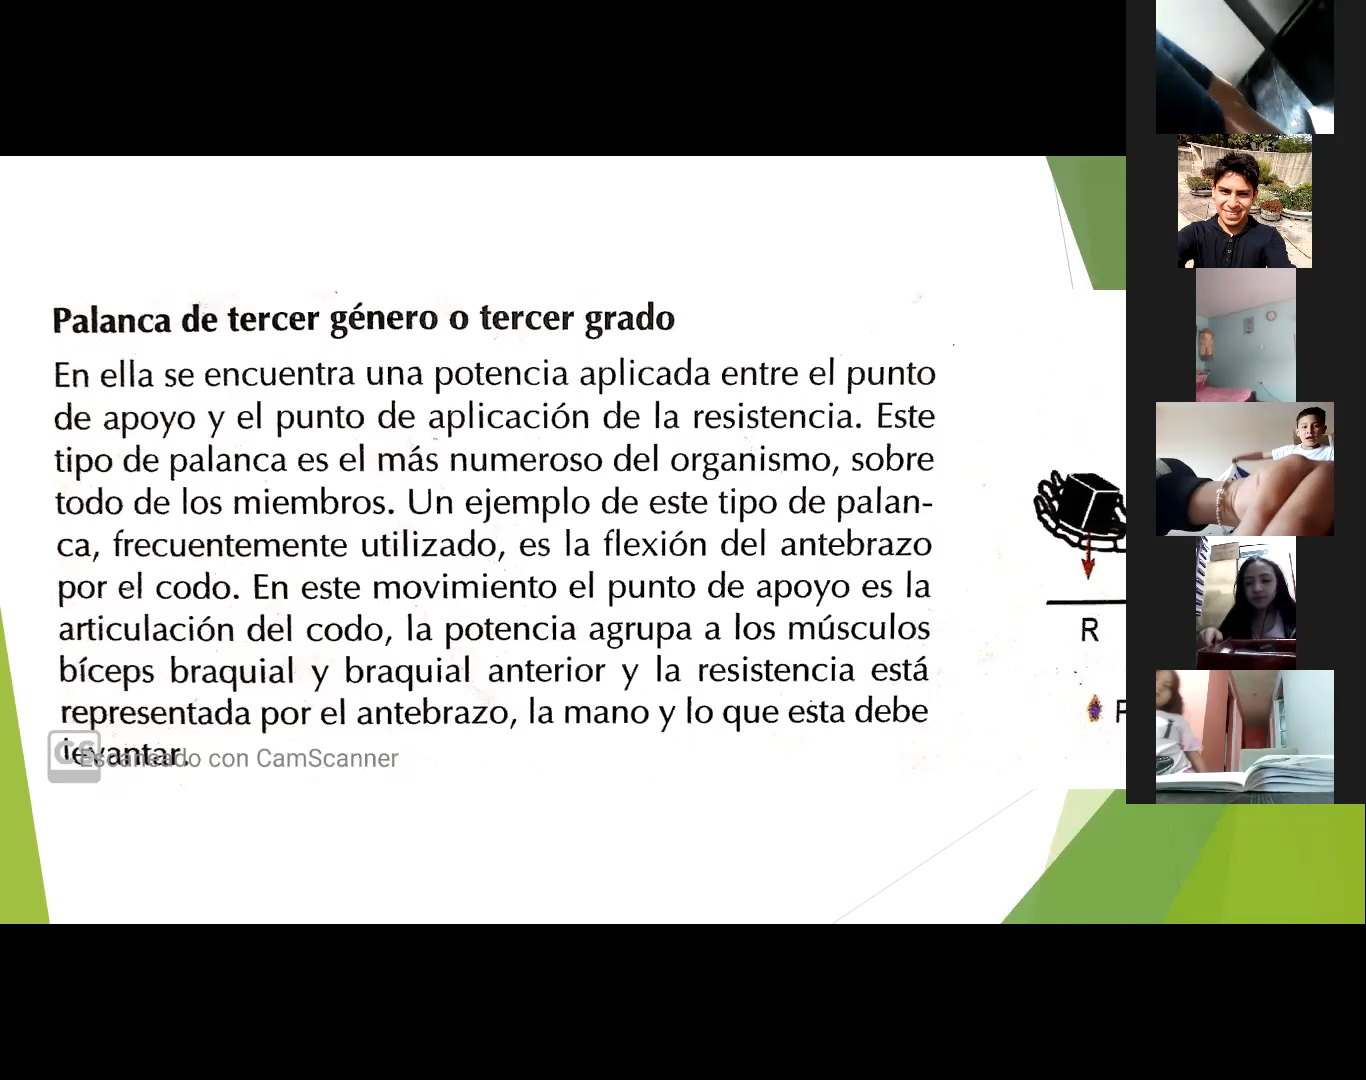 Palanca de tercer género o tercer grado
En ella se encuentra una potencia aplicada entre el punto
de apoyo y el punto de aplicación de la resistencia. Este
tipo de palanca es el más numeroso del organismo, sobre
todo de los miembros. Un ejemplo de este tipo de palan-
ca, frecuentemente utilizado, es la flexión del antebrazo
por el codo. En este movimiento el punto de apoyo es la
articulación del codo, la potencia agrupa a los músculos
bíceps braquial y braquial anterior y la resistencia está
representada por el antebrazo, la mano y lo que esta debe
levantar.
CS Escaneado con CamScanner
R